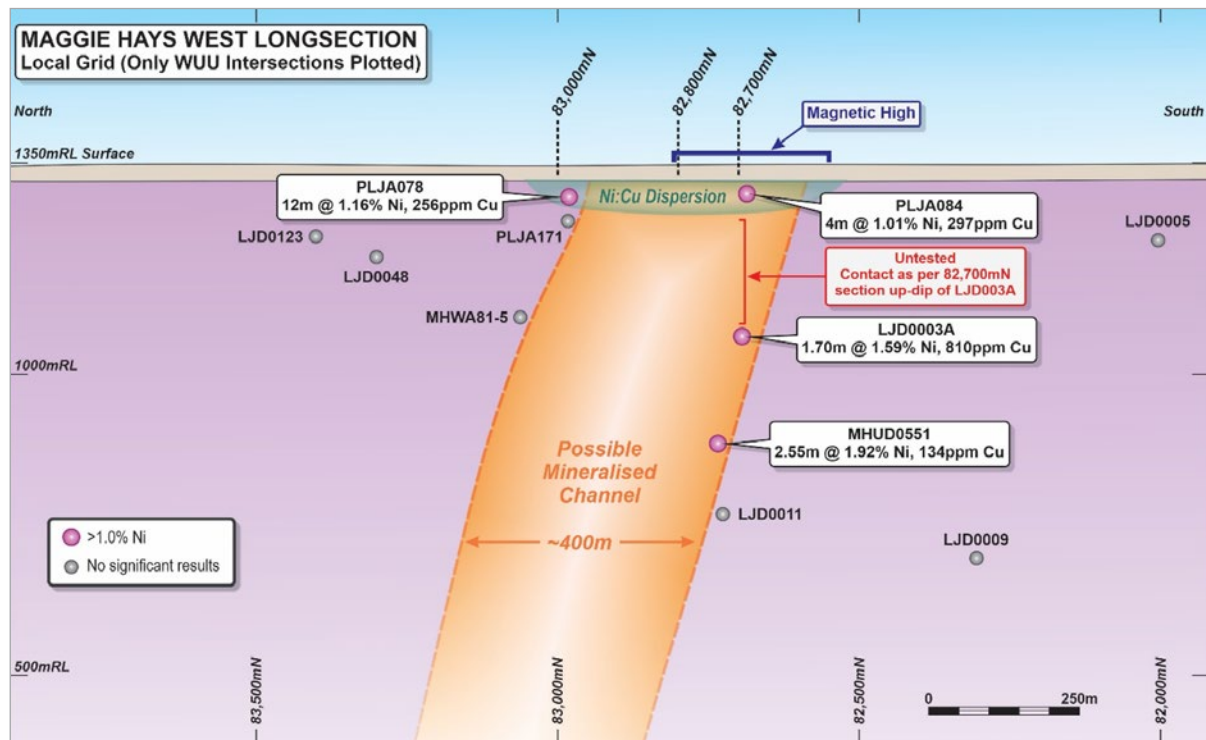 MAGGIE HAYS WEST LONGSECTION
Local Grid (Only WUU Intersections Plotted)
83,000mN
82,800mN
82,700mN
North
South
Magnetic High
1350mRL Surface
PLJA078
12m @ 1.16% Ni, 256ppm Cu
Ni:Cu Dispersion
PLJA084
4m @ 1.01% Ni, 297ppm Cu
LJD0123
PLJA171
LJD0005
LJD0048
Untested
Contact as per 82,700mN
section up-dip of LJD003A
MHWA81-5
LJD0003A
1.70m @ 1.59% Ni, 810ppm Cu
1000mRL
MHUD0551
2.55m @ 1.92% Ni, 134ppm Cu
Possible
Mineralised
Channel
LJD0011
>1.0% Ni
No significant results
~400m
LJD0009
500mRL
83,500mN
83,000mN
82,500mN
82,000mN
0
250m